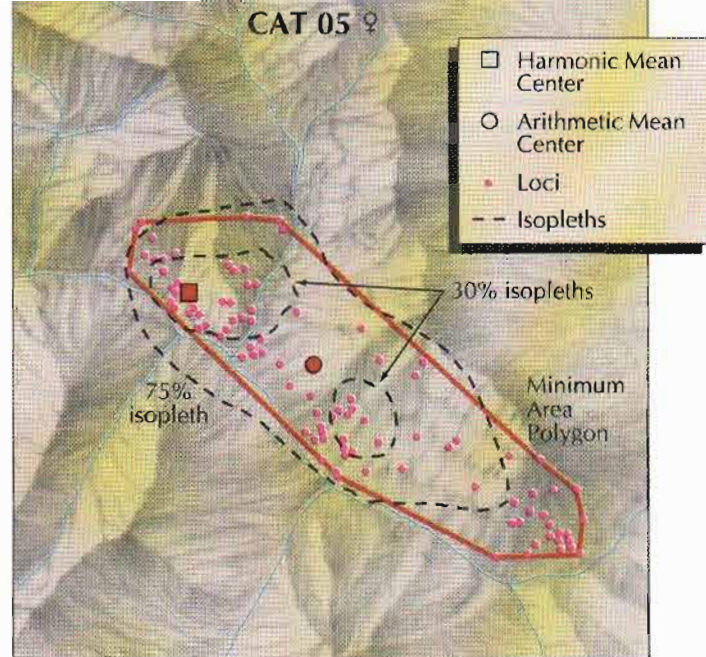 CAT 05 ♀
Harmonic Mean
Center
Arithmetic Mean
Center
Loci
Isopleths
30% isopleths
75%
isopleth
Minimum
Area
Polygon